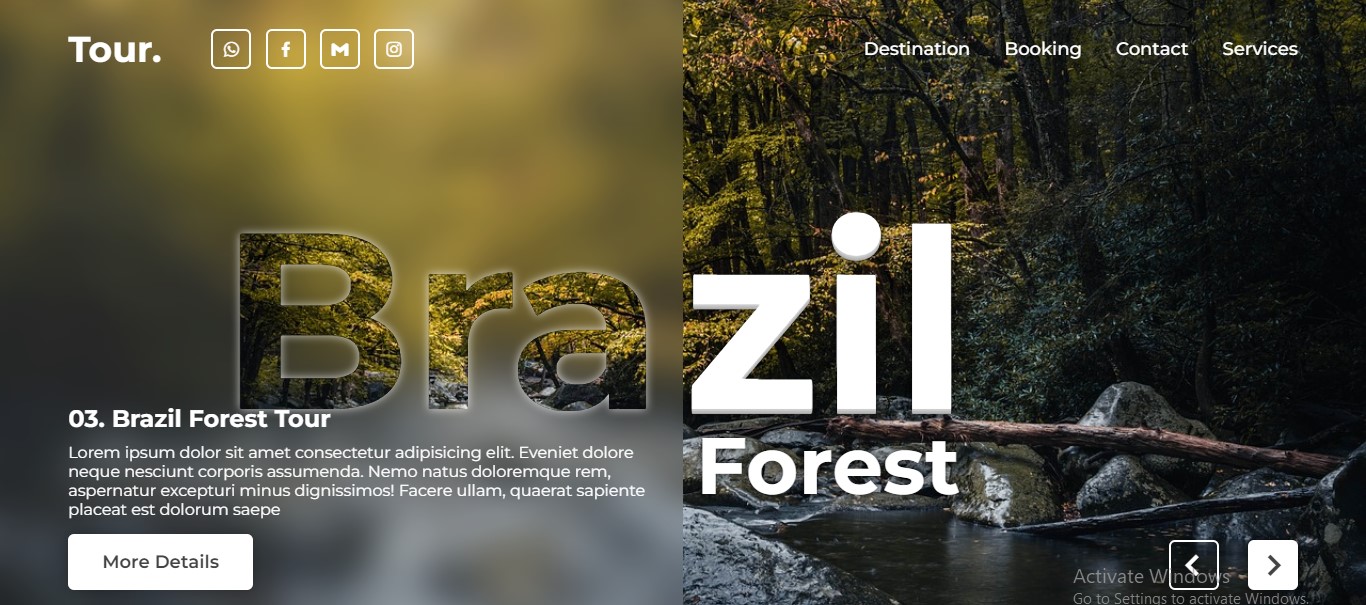 Tour.
Destination Booking Contact Services
Brazil
Forest
03. Brazil Forest Tour
Lorem ipsum dolor sit amet consectetur adipisicing elit. Eveniet dolore
neque nesciunt corporis assumenda. Nemo natus doloremque rem,
aspernatur excepturi minus dignissimos! Facere ullam, quaerat sapiente
placeat est dolorum saepe
More Details
Activate Windows
Go to Settings to activate Windows.